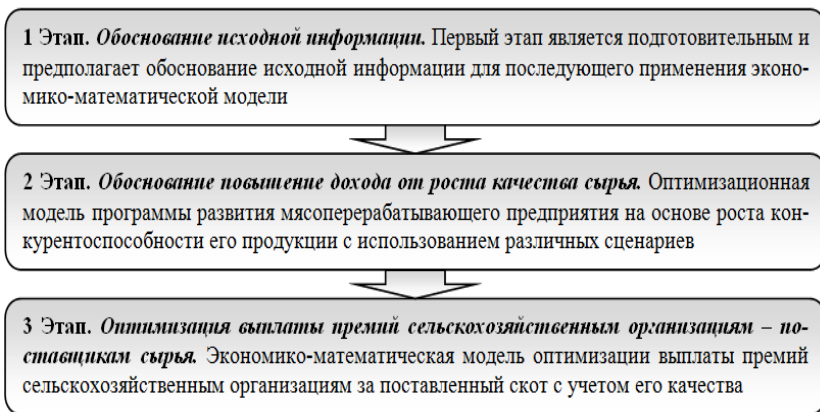 1 Этап. Обоснование исходной информации. Первый этап является подготовительным и
предполагает обоснование исходной информации для последующего применения эконо-
мико-математической модели
2 Этап. Обоснование повышение дохода от роста качества сырья. Оптимизационная
модель программы развития мясоперерабатывающего предприятия на основе роста кон-
курентоспособности его продукции с использованием различных сценариев
3 Этап. Оптимизация выплаты премий сельскохозяйственным организациям – по-
ставщикам сырья. Экономико-математическая модель оптимизации выплаты премий
сельскохозяйственным организациям за поставленный скот с учетом его качества